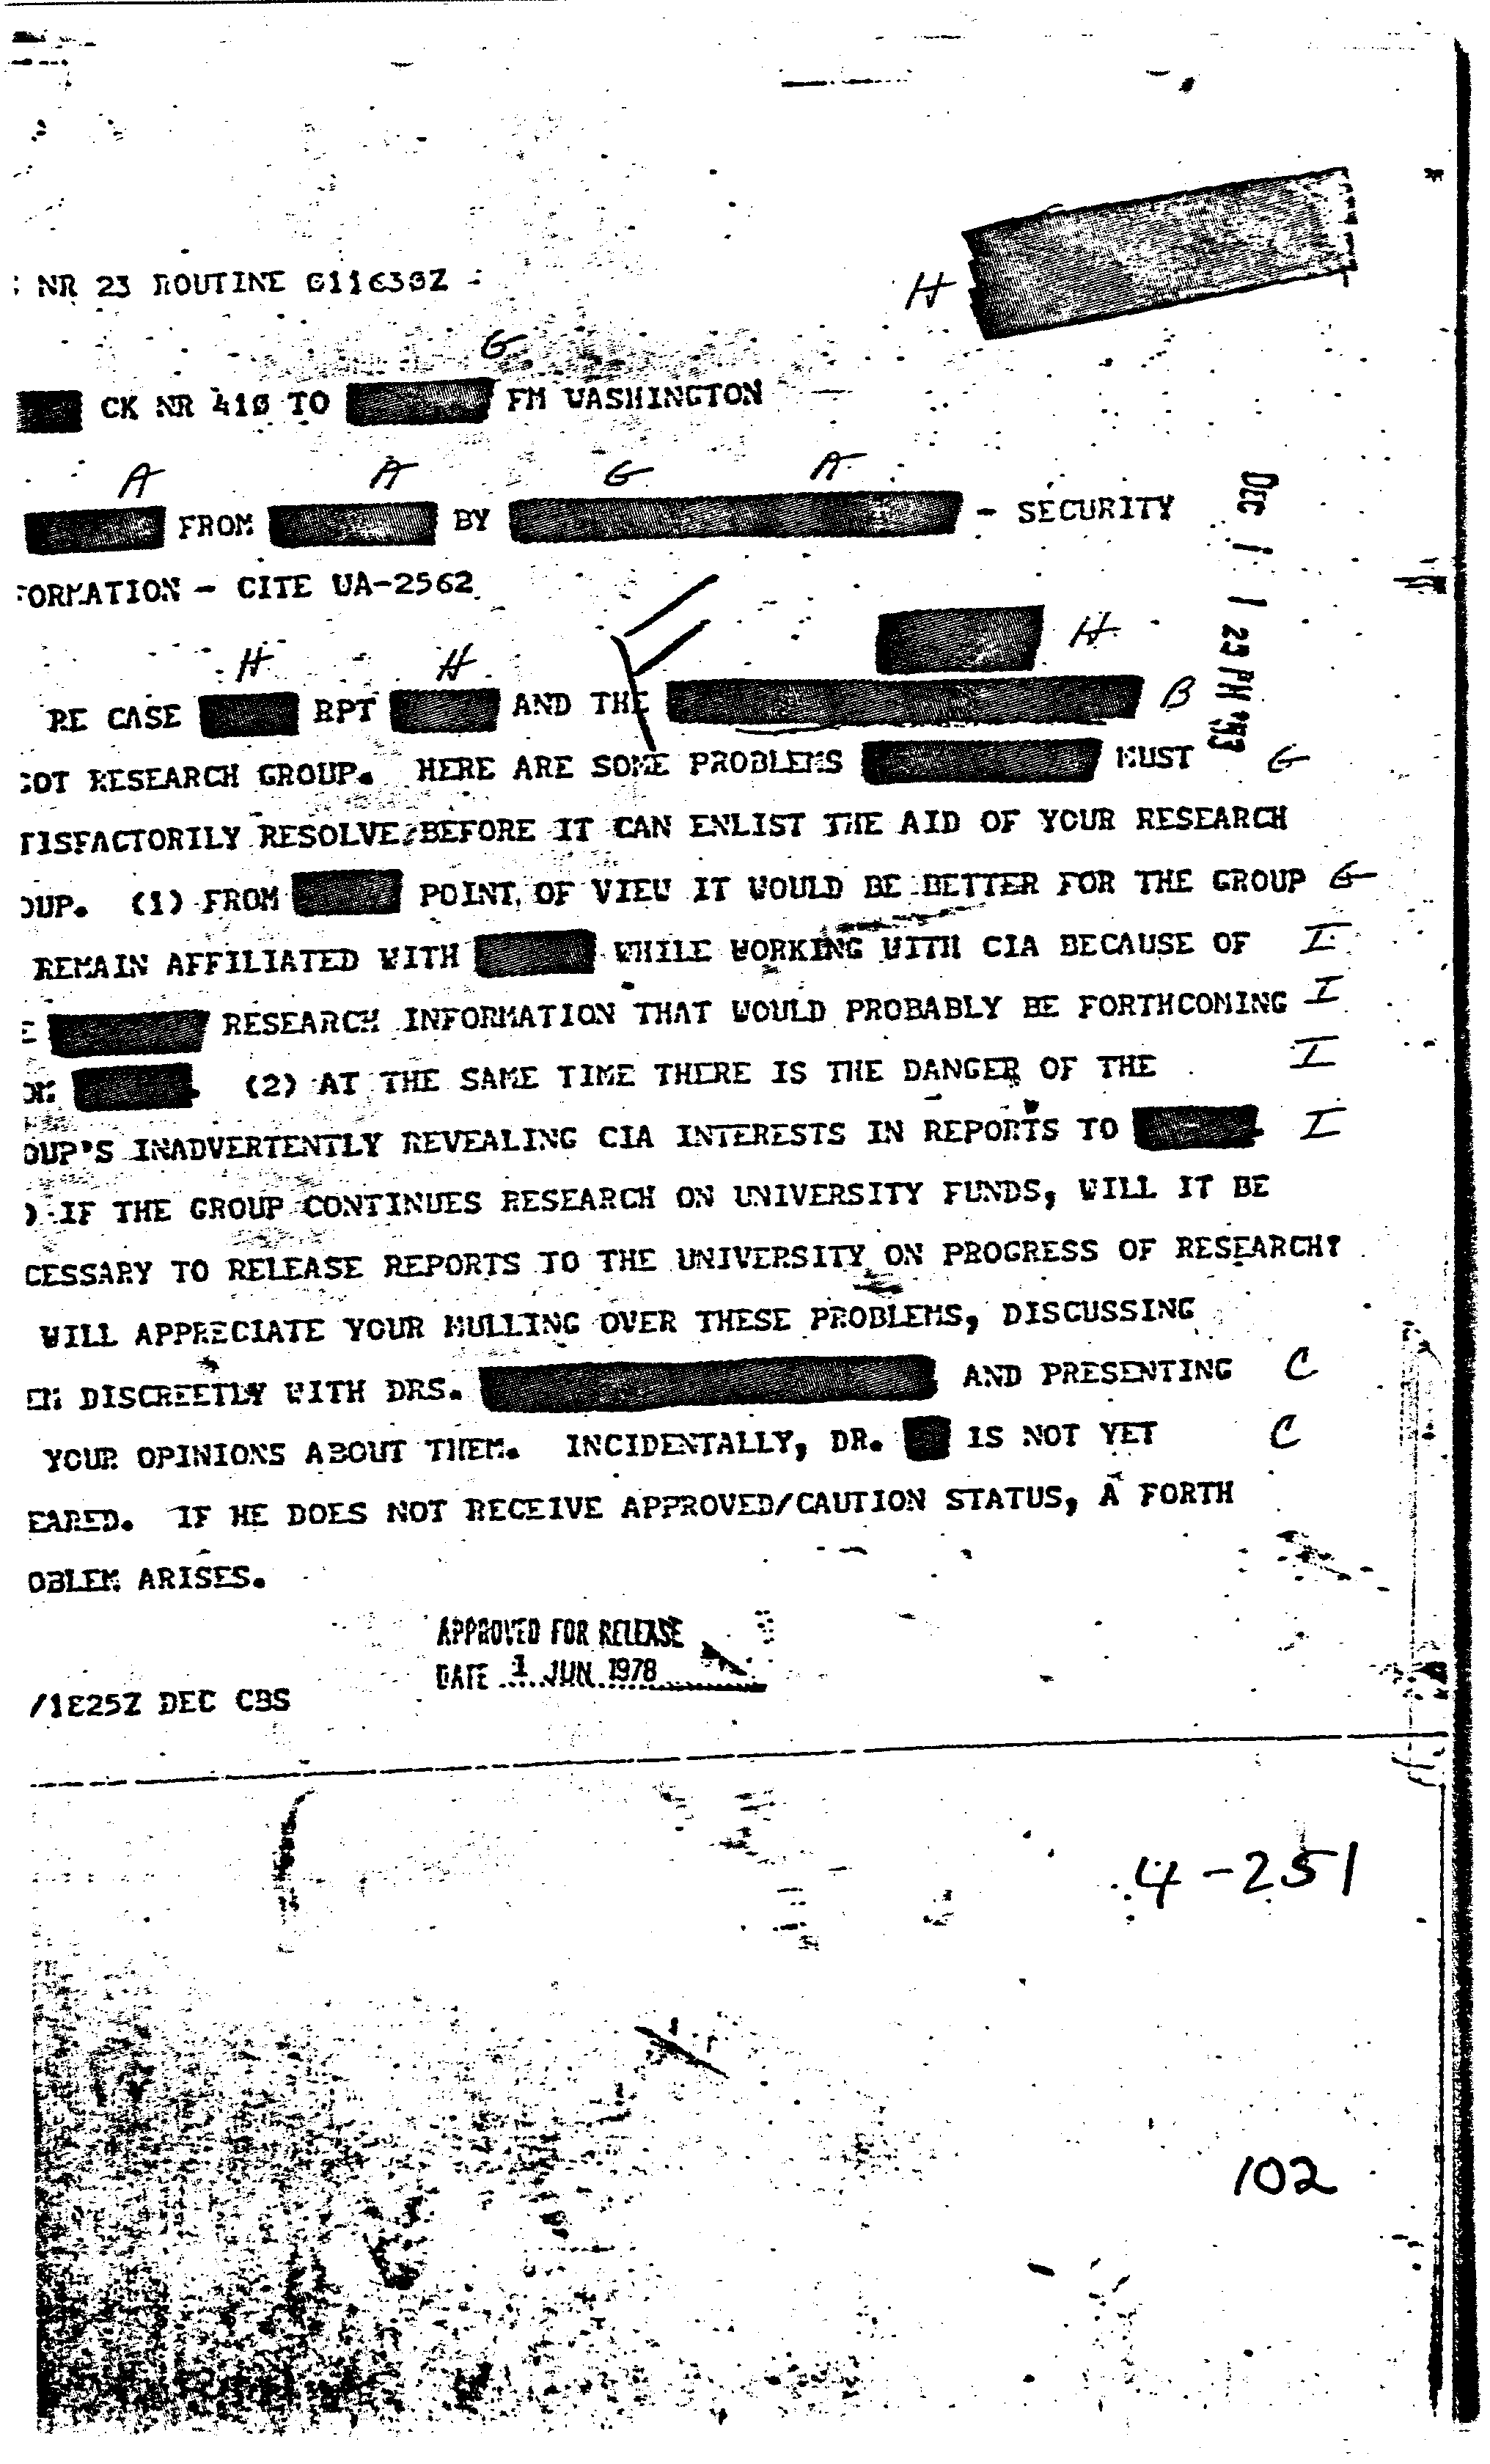 : NR 23 ROUTINE 011630Z
H
G
CK NR 410 TO FM WASHINGTON
A A G A
FROM BY - SECURITY
FORMATION - CITE UA-2562
DEC 1 1 23 PM '53
H H H
RE CASE RPT AND THE B
ERGOT RESEARCH GROUP. HERE ARE SOME PROBLEMS MUST G
TISFACTORILY RESOLVE BEFORE IT CAN ENLIST THE AID OF YOUR RESEARCH
OUP. (1) FROM POINT OF VIEW IT WOULD BE BETTER FOR THE GROUP G
REMAIN AFFILIATED WITH WHILE WORKING WITH CIA BECAUSE OF I
E RESEARCH INFORMATION THAT WOULD PROBABLY BE FORTHCOMING I
OM (2) AT THE SAME TIME THERE IS THE DANGER OF THE I
OUP'S INADVERTENTLY REVEALING CIA INTERESTS IN REPORTS TO I
) IF THE GROUP CONTINUES RESEARCH ON UNIVERSITY FUNDS, WILL IT BE
CESSARY TO RELEASE REPORTS TO THE UNIVERSITY ON PROGRESS OF RESEARCH?
WILL APPRECIATE YOUR MULLING OVER THESE PROBLEMS, DISCUSSING
EM DISCREETLY WITH DRS. AND PRESENTING C
YOUR OPINIONS ABOUT THEM. INCIDENTALLY, DR. IS NOT YET C
EARED. IF HE DOES NOT RECEIVE APPROVED/CAUTION STATUS, A FORTH
OBLEM ARISES.
APPROVED FOR RELEASE
DATE 1 JUN 1978
/1825Z DEC CBS
4-251
102